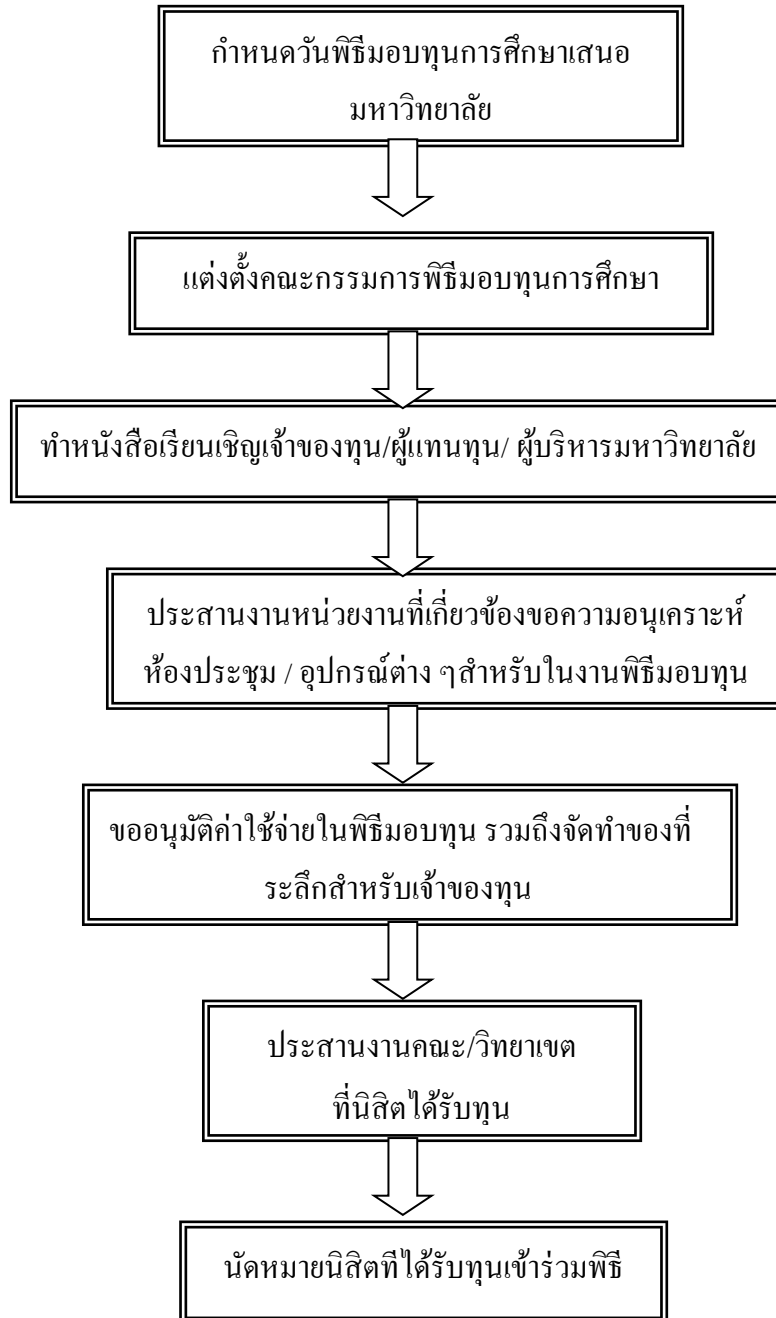 กำหนดวันพิธีมอบทุนการศึกษาเสนอ
มหาวิทยาลัย
แต่งตั้งคณะกรรมการพิธีมอบทุนการศึกษา
ทำหนังสือเรียนเชิญเจ้าของทุน/ผู้แทนทุน/ ผู้บริหารมหาวิทยาลัย
ประสานงานหน่วยงานที่เกี่ยวข้องขอความอนุเคราะห์
ห้องประชุม / อุปกรณ์ต่าง ๆสำหรับในงานพิธีมอบทุน
ขออนุมัติค่าใช้จ่ายในพิธีมอบทุน รวมถึงจัดทำของที่
ระลึกสำหรับเจ้าของทุน
ประสานงานคณะ/วิทยาเขต
ที่นิสิตได้รับทุน
นัดหมายนิสิตที่ได้รับทุนเข้าร่วมพิธี